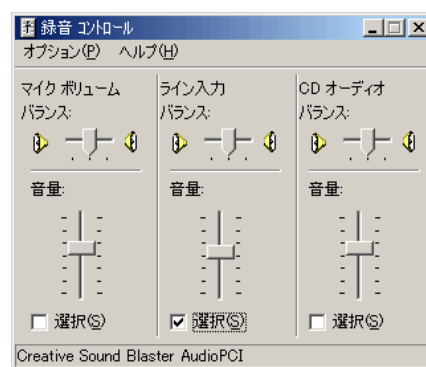 録音 コントロール
オプション(P) ヘルプ(H)
マイク ボリューム
バランス:
音量:
選択(S)
ライン入力
バランス:
音量:
選択(S)
CD オーディオ
バランス:
音量:
選択(S)
Creative Sound Blaster AudioPCI